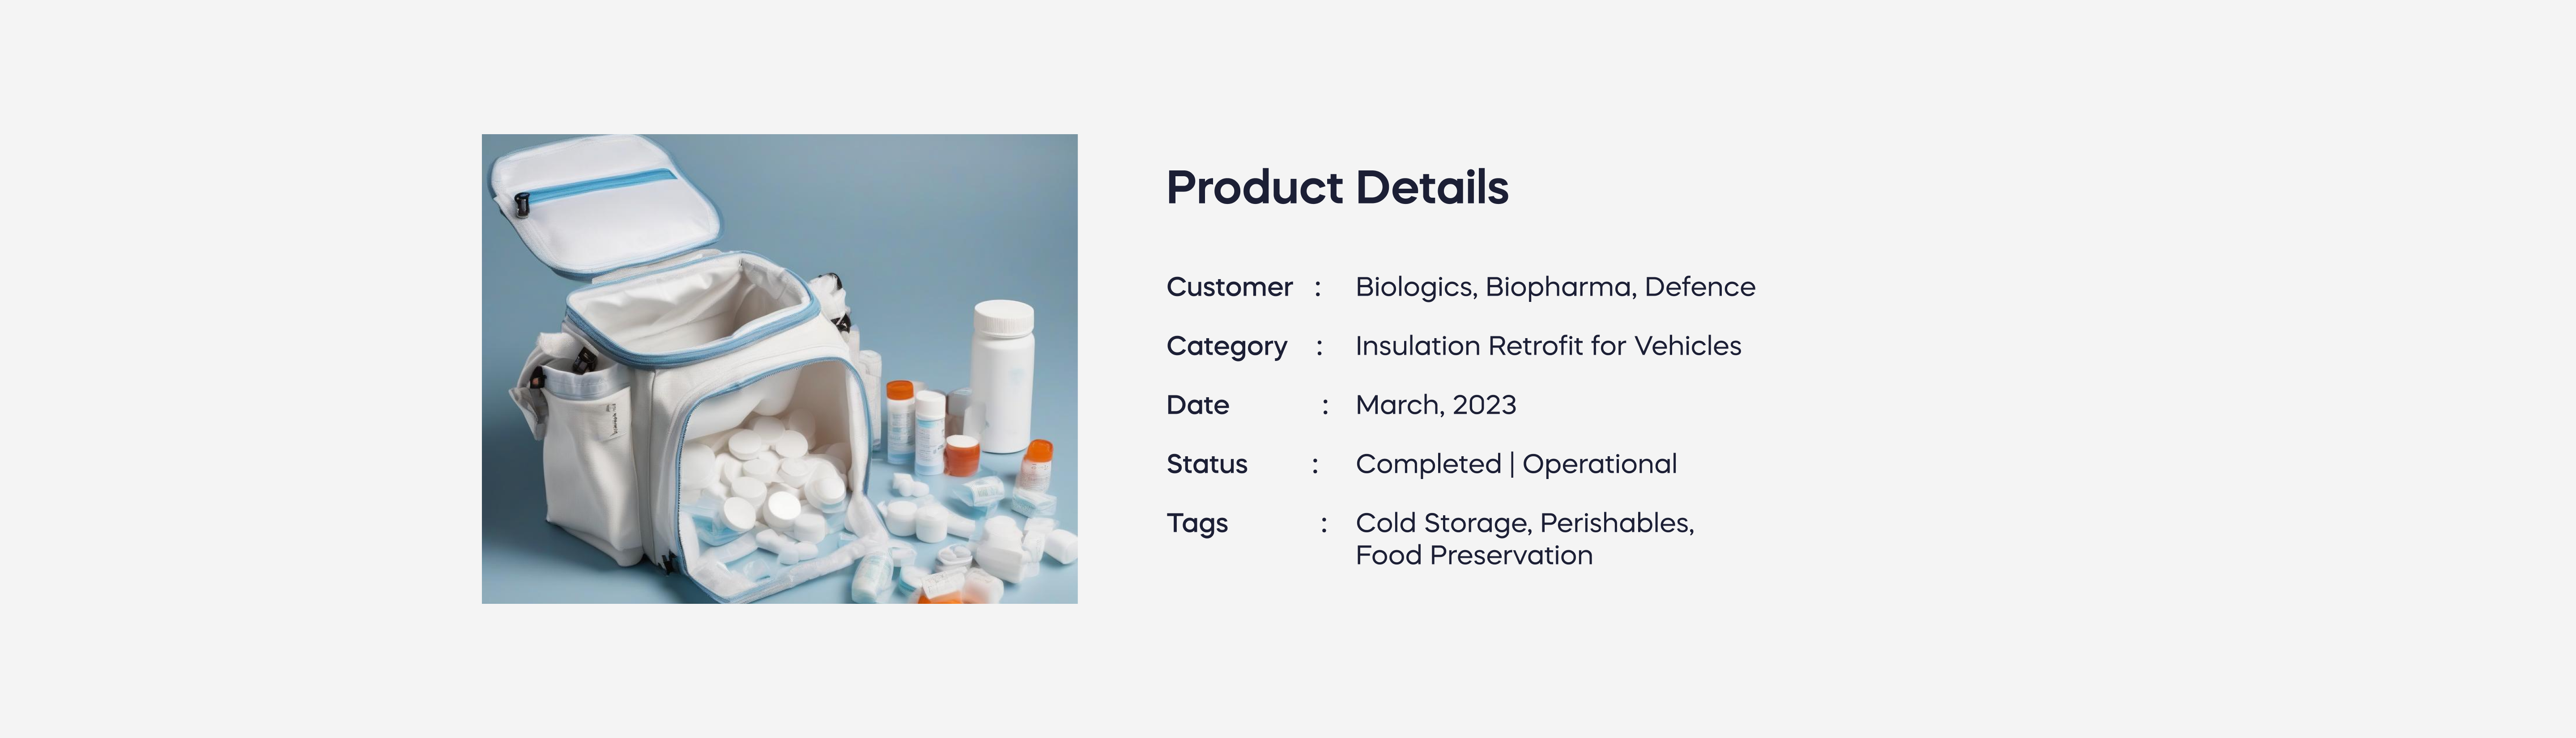 Product Details
Customer : Biologics, Biopharma, Defence
Category : Insulation Retrofit for Vehicles
Date : March, 2023
Status : Completed | Operational
Tags : Cold Storage, Perishables,
Food Preservation